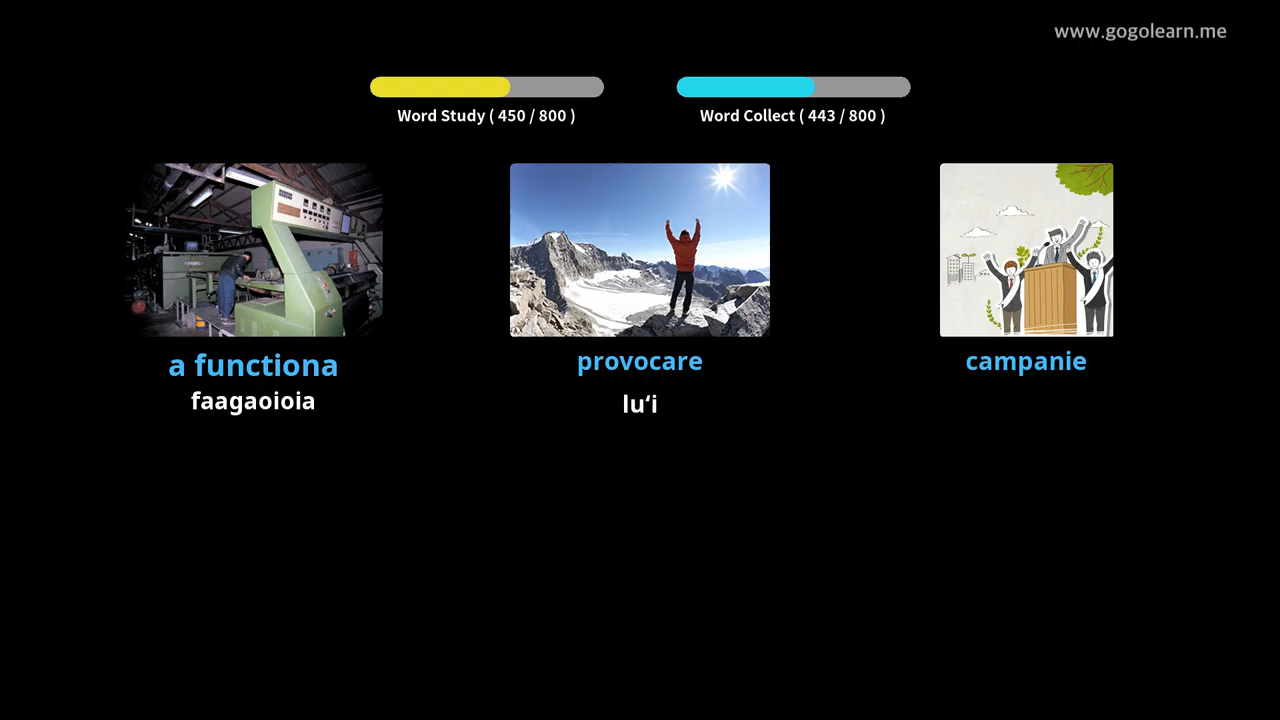 www.gogolearn.me
Word Study ( 450 / 800 )
Word Collect ( 443 / 800 )
a functiona
faagaoioia
provocare
luʻi
campanie